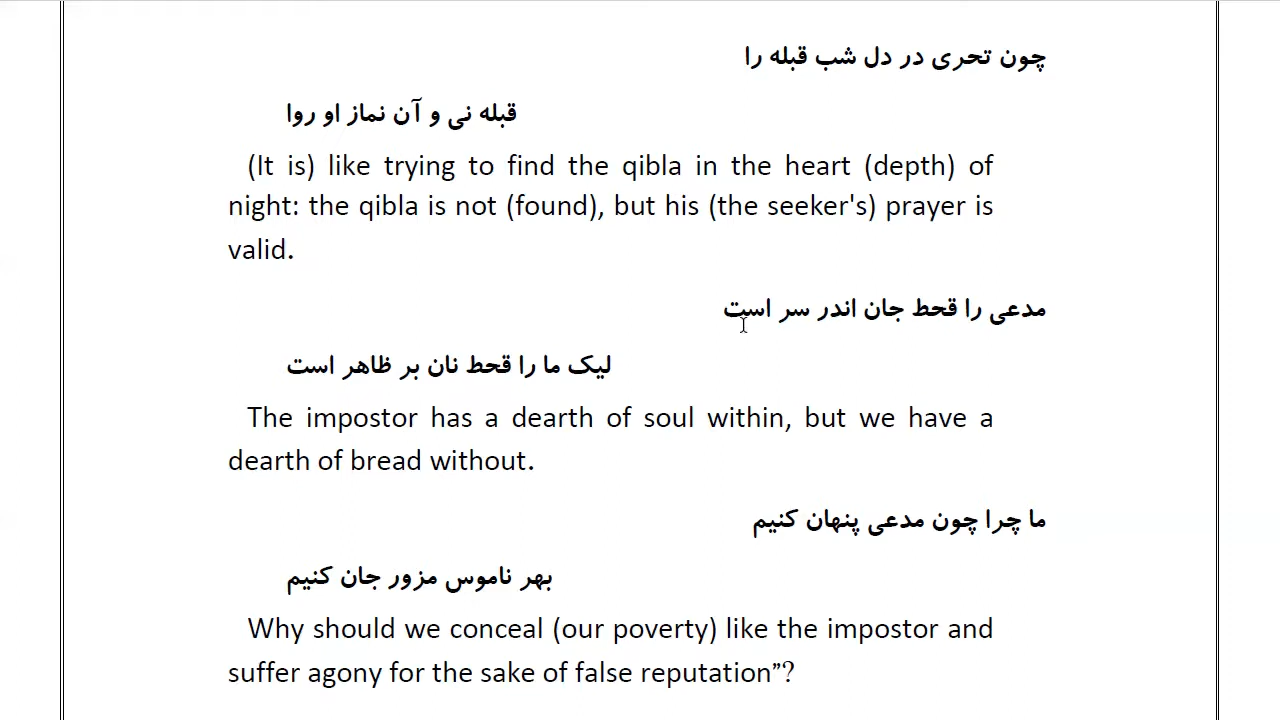 چون تحری در دل شب قبله را
قبله نی و آن نماز او روا
(It is) like trying to find the qibla in the heart (depth) of
night: the qibla is not (found), but his (the seeker's) prayer is
valid.
مدعی را قحط جان اندر سر است
لیک ما را قحط نان بر ظاهر است
The impostor has a dearth of soul within, but we have a
dearth of bread without.
ما چرا چون مدعی پنهان کنیم
بهر ناموس مزور جان کنیم
Why should we conceal (our poverty) like the impostor and
suffer agony for the sake of false reputation”?